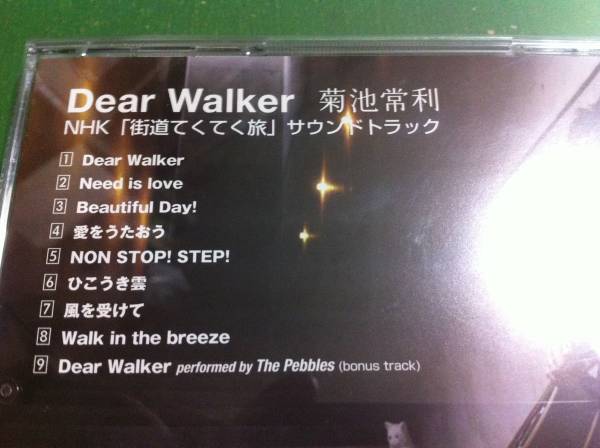 Dear Walker 菊池常利
NHK「街道てくてく旅」サウンドトラック
1 Dear Walker
2 Need is love
3 Beautiful Day!
4 愛をうたおう
5 NON STOP! STEP!
6 ひこうき雲
7 風を受けて
8 Walk in the breeze
9 Dear Walker performed by The Pebbles (bonus track)